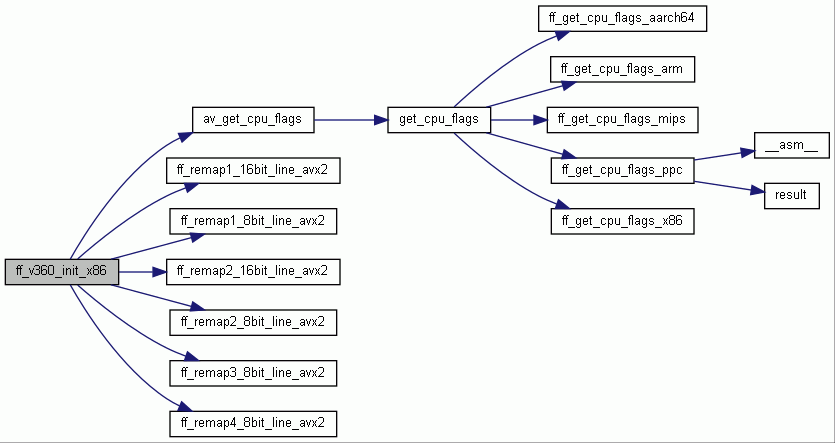 ff_get_cpu_flags_aarch64
ff_get_cpu_flags_arm
av_get_cpu_flags
get_cpu_flags
ff_get_cpu_flags_mips
__asm__
ff_remap1_16bit_line_avx2
ff_get_cpu_flags_ppc
result
ff_remap1_8bit_line_avx2
ff_get_cpu_flags_x86
ff_v360_init_x86
ff_remap2_16bit_line_avx2
ff_remap2_8bit_line_avx2
ff_remap3_8bit_line_avx2
ff_remap4_8bit_line_avx2